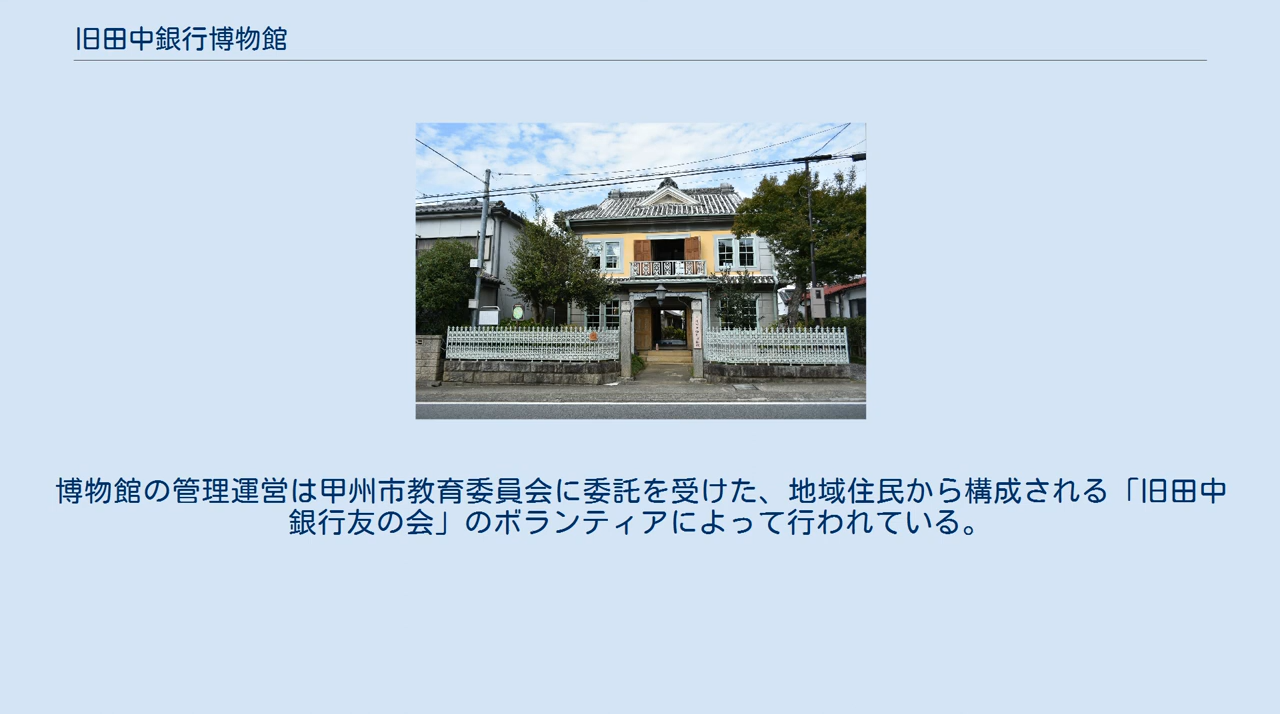 旧田中銀行博物館
博物館の管理運営は甲州市教育委員会に委託を受けた、地域住民から構成される「旧田中
銀行友の会」のボランティアによって行われている。